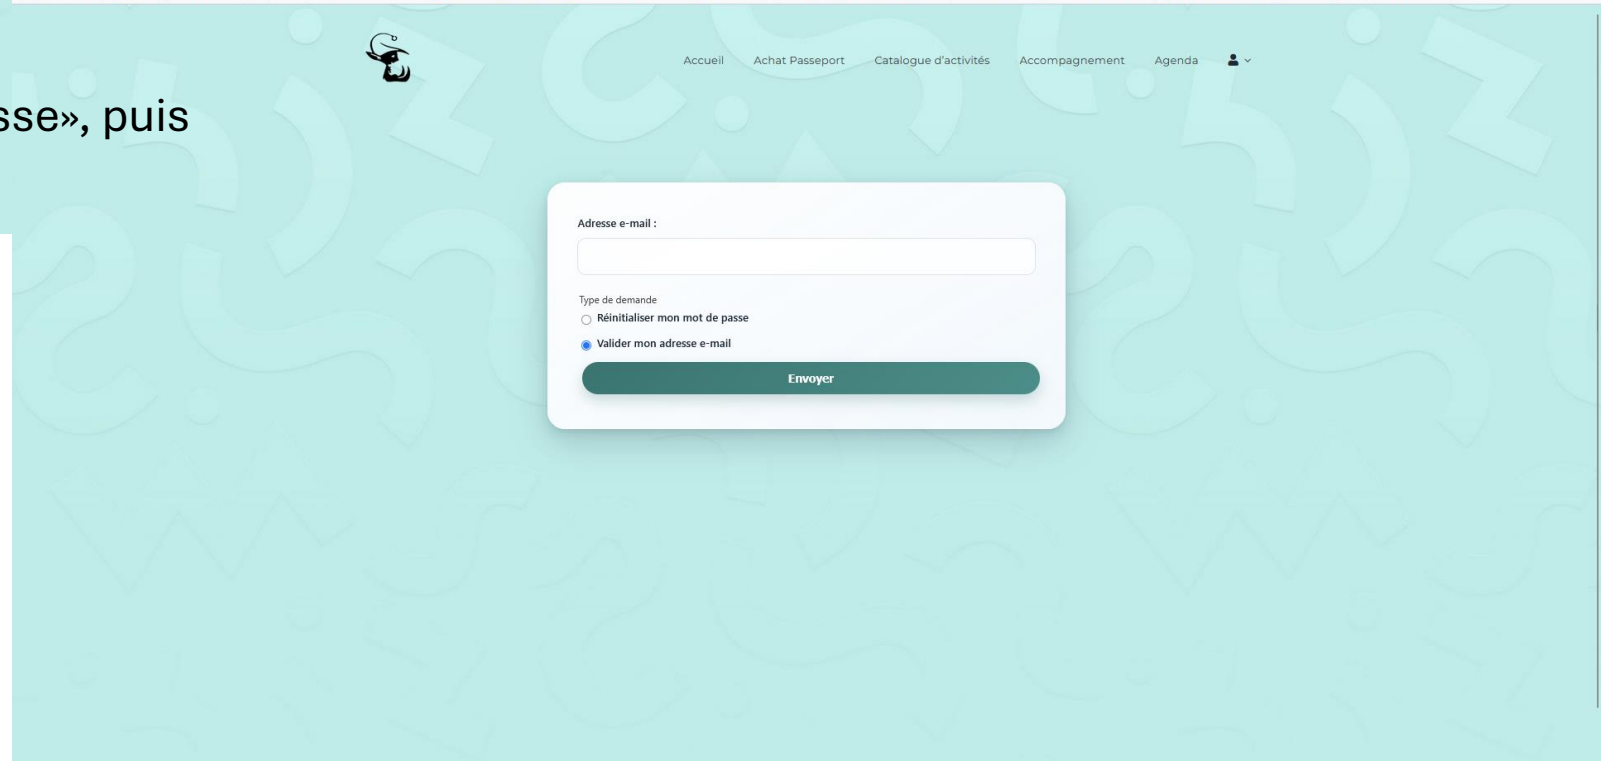 Accueil Achat Passeport Catalogue d’activités Accompagnement Agenda
sse», puis
Adresse e-mail :
Type de demande
Réinitialiser mon mot de passe
Valider mon adresse e-mail
Envoyer